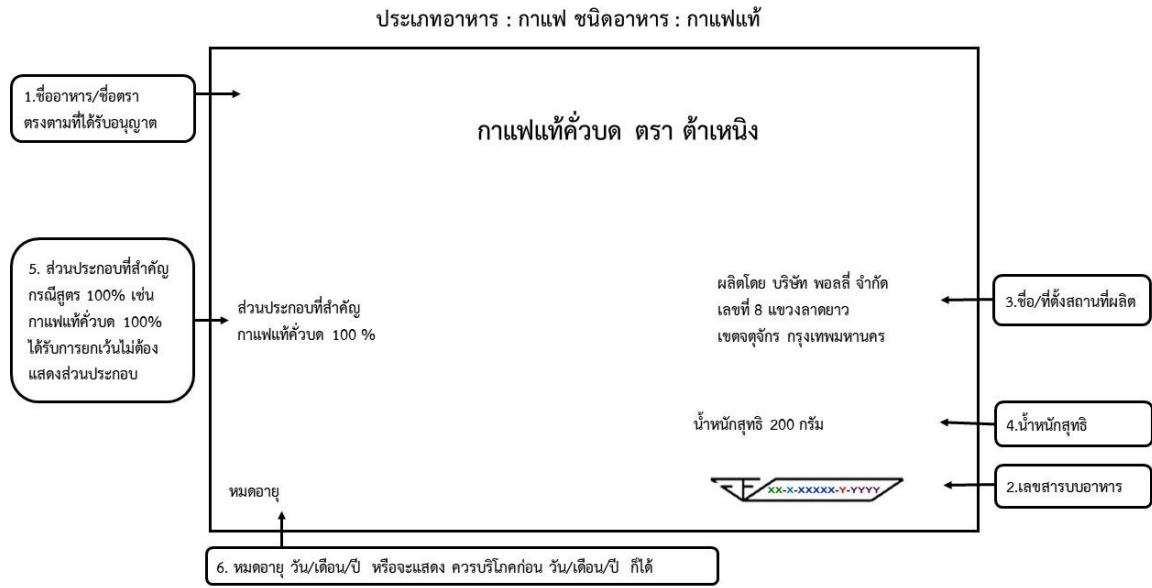 ประเภทอาหาร : กาแฟ ชนิดอาหาร : กาแฟแท้
1.ชื่ออาหาร/ชื่อตรา
ตรงตามที่ได้รับอนุญาต
กาแฟแท้คั่วบด ตรา ต้าเหนิง
5. ส่วนประกอบที่สำคัญ
กรณีสูตร 100% เช่น
กาแฟแท้คั่วบด 100%
ได้รับการยกเว้นไม่ต้อง
แสดงส่วนประกอบ
ส่วนประกอบที่สำคัญ
กาแฟแท้คั่วบด 100 %
ผลิตโดย บริษัท พอลลี่ จำกัด
เลขที่ 8 แขวงลาดยาว
เขตจตุจักร กรุงเทพมหานคร
3.ชื่อ/ที่ตั้งสถานที่ผลิต
น้ำหนักสุทธิ 200 กรัม
4.น้ำหนักสุทธิ
XX-X-XXXXX-Y-YYYY
2.เลขสารบบอาหาร
หมดอายุ
6. หมดอายุ วัน/เดือน/ปี หรือจะแสดง ควรบริโภคก่อน วัน/เดือน/ปี ก็ได้